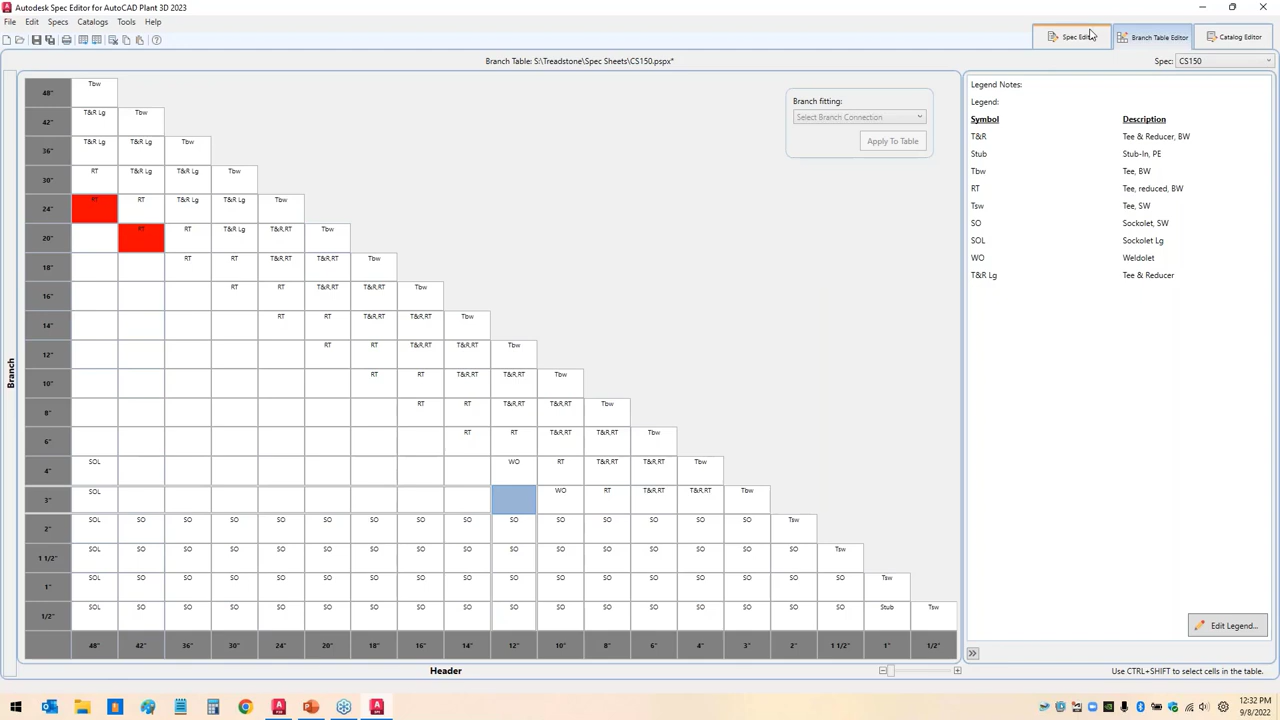 Autodesk Spec Editor for AutoCAD Plant 3D 2023
File Edit Specs Catalogs Tools Help
Spec Editor Branch Table Editor Catalog Editor
Branch Table: S:\Treadstone\Spec Sheets\CS150.pspx*
Spec: CS150
48" Tbw
42" T&R Lg Tbw
36" T&R Lg T&R Lg Tbw
30" RT T&R Lg T&R Lg Tbw
24" RT RT T&R Lg T&R Lg Tbw
20" RT RT T&R Lg T&R,RT Tbw
18" RT RT T&R,RT T&R,RT Tbw
16" RT RT T&R,RT T&R,RT Tbw
14" RT RT T&R,RT T&R,RT Tbw
12" RT RT T&R,RT T&R,RT Tbw
10" RT RT T&R,RT T&R,RT Tbw
8" RT RT T&R,RT T&R,RT Tbw
6" RT RT T&R,RT T&R,RT Tbw
4" SOL WO RT T&R,RT T&R,RT Tbw
3" SOL WO RT T&R,RT T&R,RT Tbw
2" SOL SO SO SO SO SO SO SO SO SO SO SO SO SO SO Tsw
1 1/2" SOL SO SO SO SO SO SO SO SO SO SO SO SO SO SO SO Tsw
1" SOL SO SO SO SO SO SO SO SO SO SO SO SO SO SO SO SO Tsw
1/2" SOL SO SO SO SO SO SO SO SO SO SO SO SO SO SO SO SO Stub Tsw
48" 42" 36" 30" 24" 20" 18" 16" 14" 12" 10" 8" 6" 4" 3" 2" 1 1/2" 1" 1/2"
Branch
Header
Branch fitting:
Select Branch Connection
Apply To Table
Legend Notes:
Legend:
Symbol Description
T&R Tee & Reducer, BW
Stub Stub-In, PE
Tbw Tee, BW
RT Tee, reduced, BW
Tsw Tee, SW
SO Sockolet, SW
SOL Sockolet Lg
WO Weldolet
T&R Lg Tee & Reducer
Edit Legend...
Use CTRL+SHIFT to select cells in the table.
12:32 PM
9/8/2022